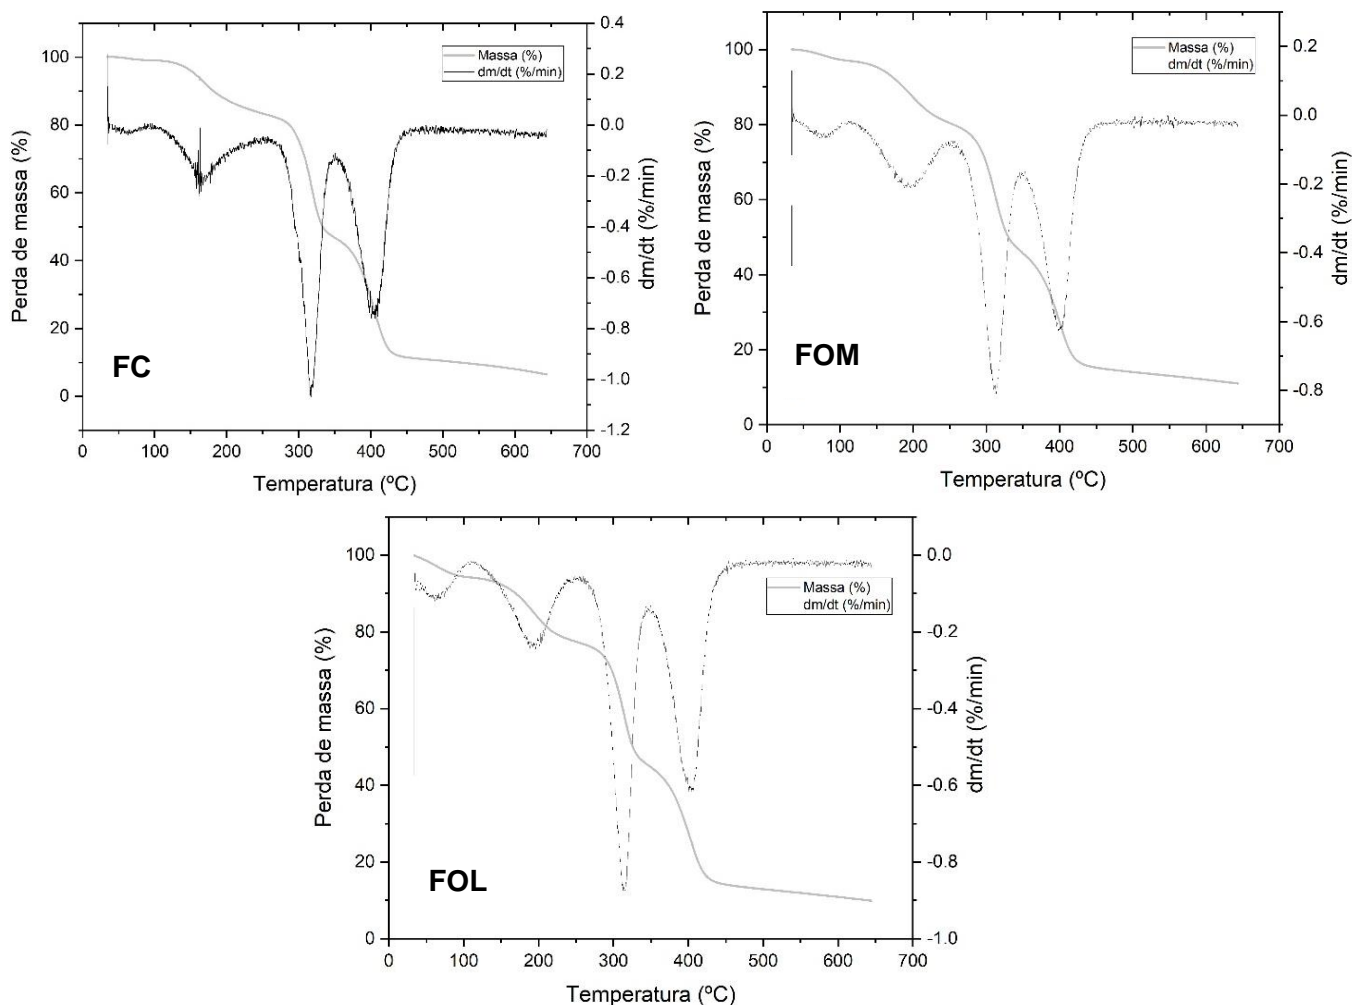 0.4
100
Massa (%)
dm/dt (%/min)
0.2
80
0.0
60
-0.2
40
-0.4
20
-0.6
0
-0.8
-1.0
-1.2
Perda de massa (%)
dm/dt (%/min)
FC
0 100 200 300 400 500 600 700
Temperatura (ºC)
100
Massa (%)
dm/dt (%/min)
0.2
80
0.0
60
-0.2
40
-0.4
20
-0.6
0
-0.8
Perda de massa (%)
dm/dt (%/min)
FOM
0 100 200 300 400 500 600 700
Temperatura (ºC)
100
0.0
Massa (%)
dm/dt (%/min)
80
-0.2
60
-0.4
40
-0.6
20
-0.8
0
-1.0
Perda de massa (%)
dm/dt (%/min)
FOL
0 100 200 300 400 500 600 700
Temperatura (ºC)